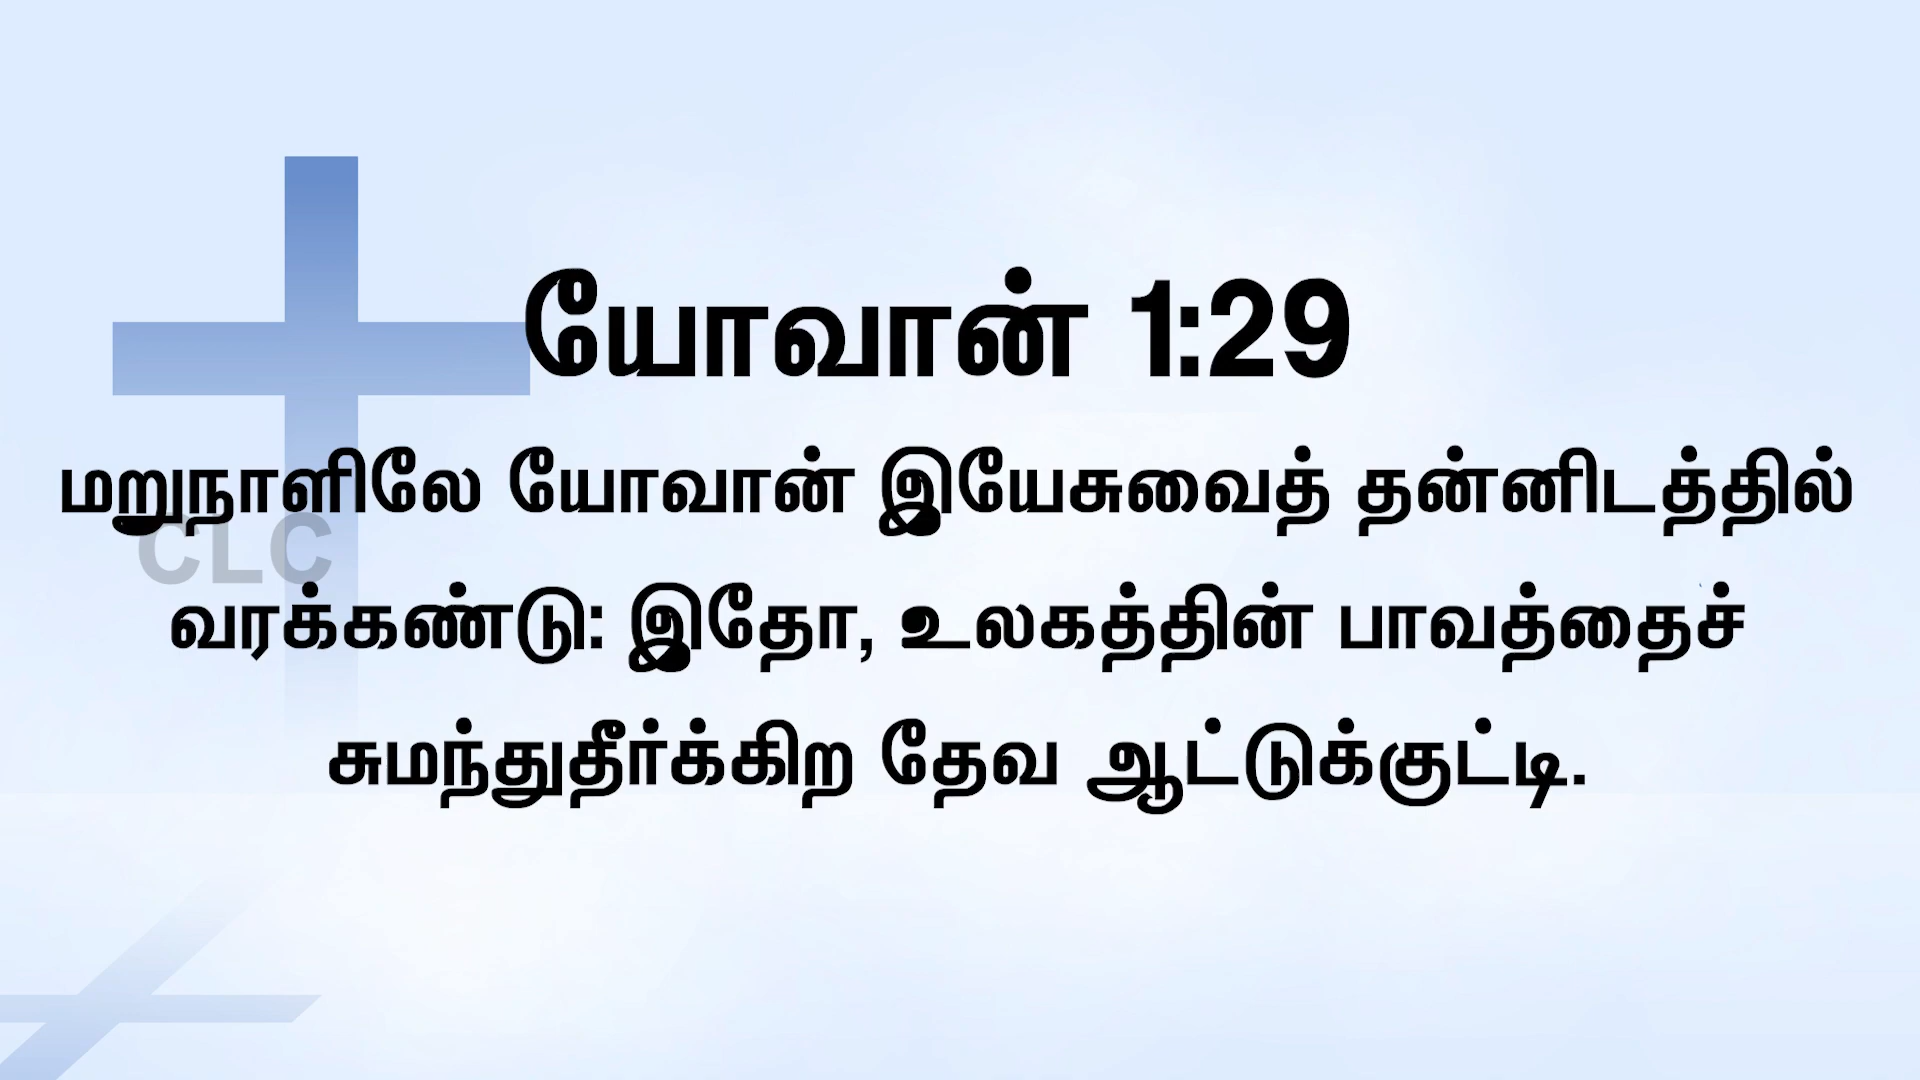 யோவான் 1:29
மறுநாளிலே யோவான் இயேசுவைத் தன்னிடத்தில்
CLC
வரக்கண்டு: இதோ, உலகத்தின் பாவத்தைச்
சுமந்துதீர்க்கிற தேவ ஆட்டுக்குட்டி.